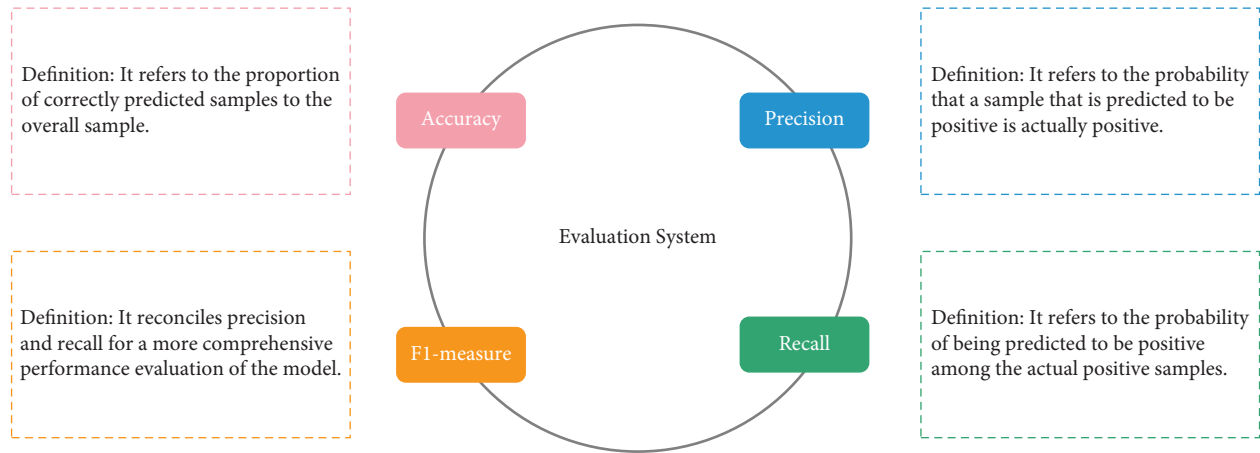 Definition: It refers to the proportion
of correctly predicted samples to the
overall sample.
Accuracy
Precision
Definition: It refers to the probability
that a sample that is predicted to be
positive is actually positive.
Evaluation System
Definition: It reconciles precision
and recall for a more comprehensive
performance evaluation of the model.
F1-measure
Recall
Definition: It refers to the probability
of being predicted to be positive
among the actual positive samples.